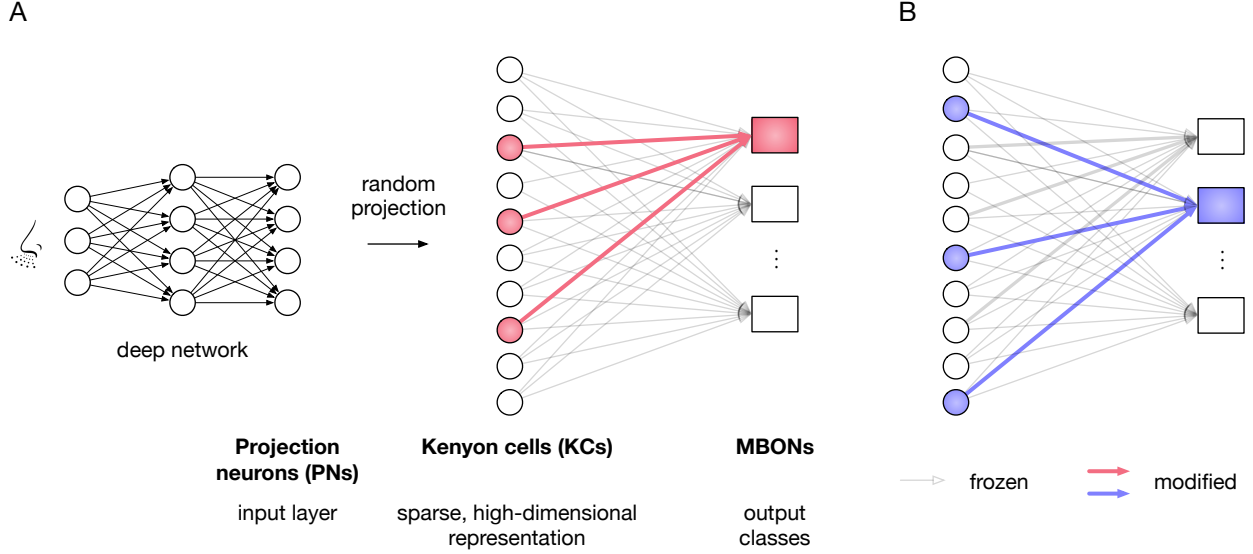 A
B
random
projection
⋮
⋮
deep network
Projection
neurons (PNs)
Kenyon cells (KCs)
MBONs
input layer
sparse, high-dimensional
representation
output
classes
frozen
modified